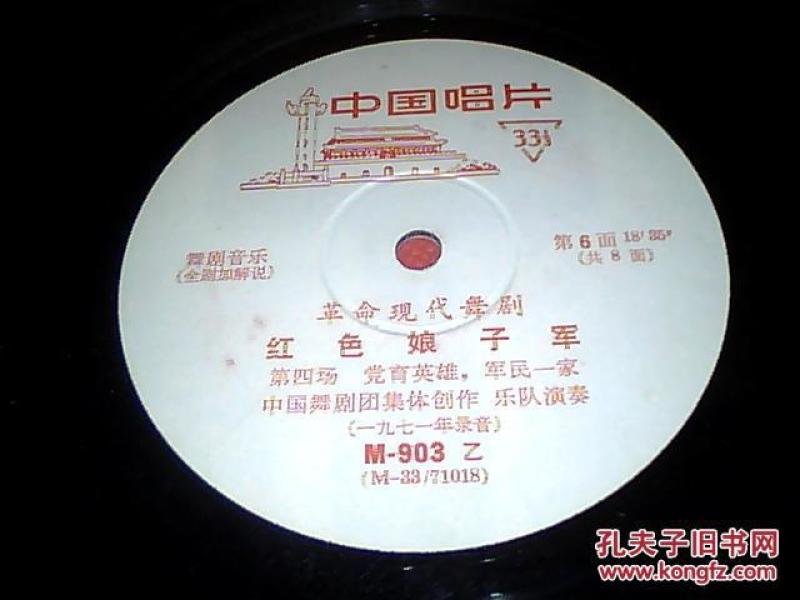 中国唱片
33⅓
舞剧音乐
(全剧加解说)
第6面 18′35″
(共8面)
革命现代舞剧
红色娘子军
第四场 党育英雄，军民一家
中国舞剧团集体创作 乐队演奏
(一九七一年录音)
M-903 乙
(M-33/71018)
孔夫子旧书网
www.kongfz.com